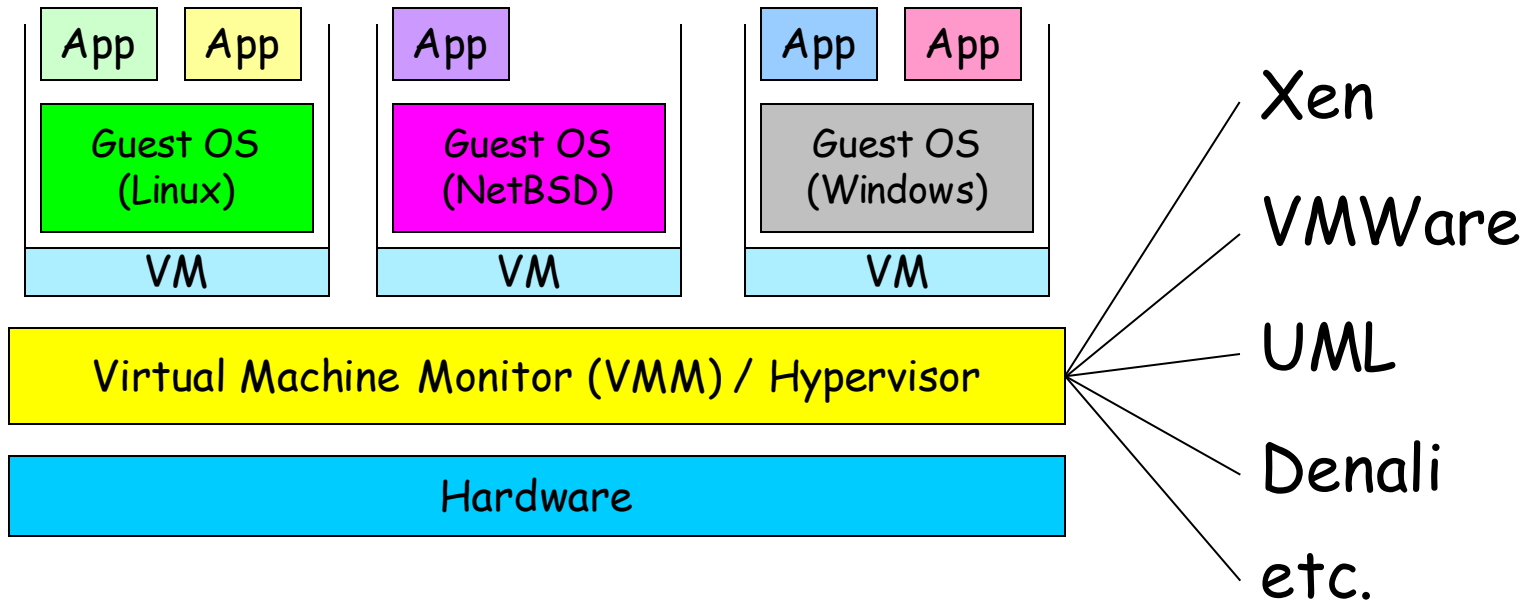 App
App
App
App
App
Guest OS
(Linux)
Guest OS
(NetBSD)
Guest OS
(Windows)
VM
VM
VM
Virtual Machine Monitor (VMM) / Hypervisor
Hardware
Xen
VMWare
UML
Denali
etc.